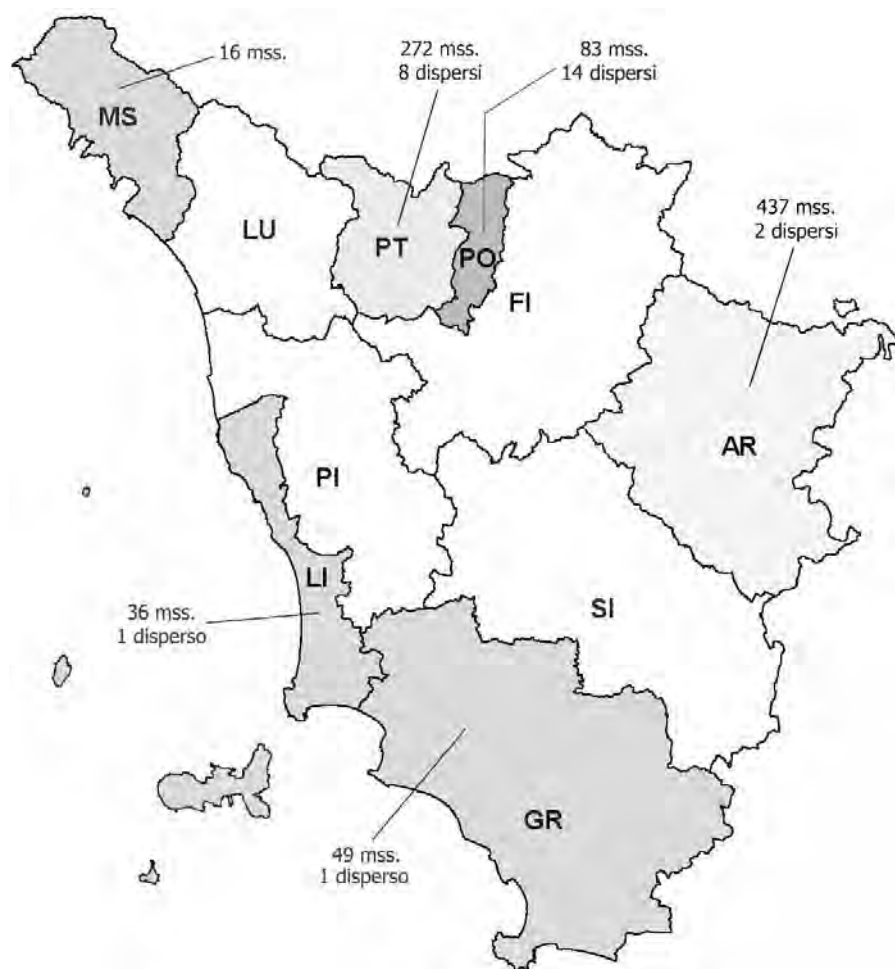 16 mss.
MS
272 mss.
8 dispersi
83 mss.
14 dispersi
LU
PT
PO
FI
437 mss.
2 dispersi
AR
PI
LI
36 mss.
1 disperso
SI
GR
49 mss.
1 disperso